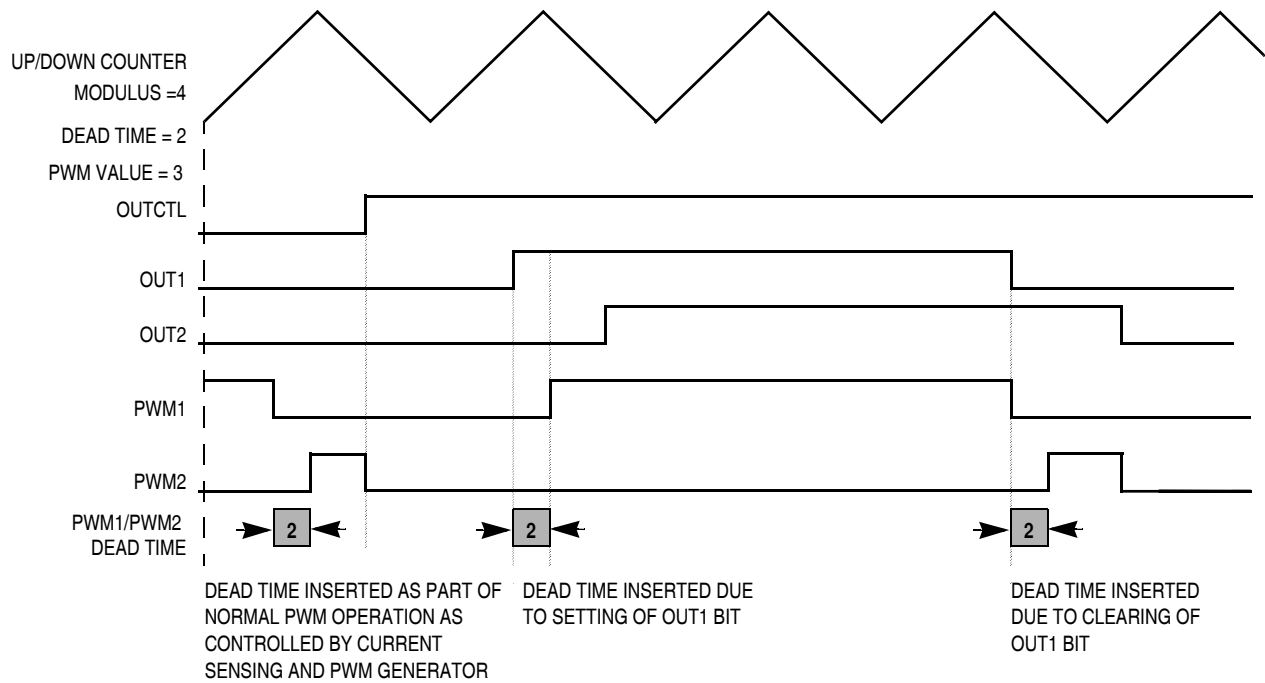 UP/DOWN COUNTER
MODULUS =4
DEAD TIME = 2
PWM VALUE = 3
OUTCTL
OUT1
OUT2
PWM1
PWM2
PWM1/PWM2
DEAD TIME
2
2
2
DEAD TIME INSERTED AS PART OF
NORMAL PWM OPERATION AS
CONTROLLED BY CURRENT
SENSING AND PWM GENERATOR
DEAD TIME INSERTED DUE
TO SETTING OF OUT1 BIT
DEAD TIME INSERTED
DUE TO CLEARING OF
OUT1 BIT